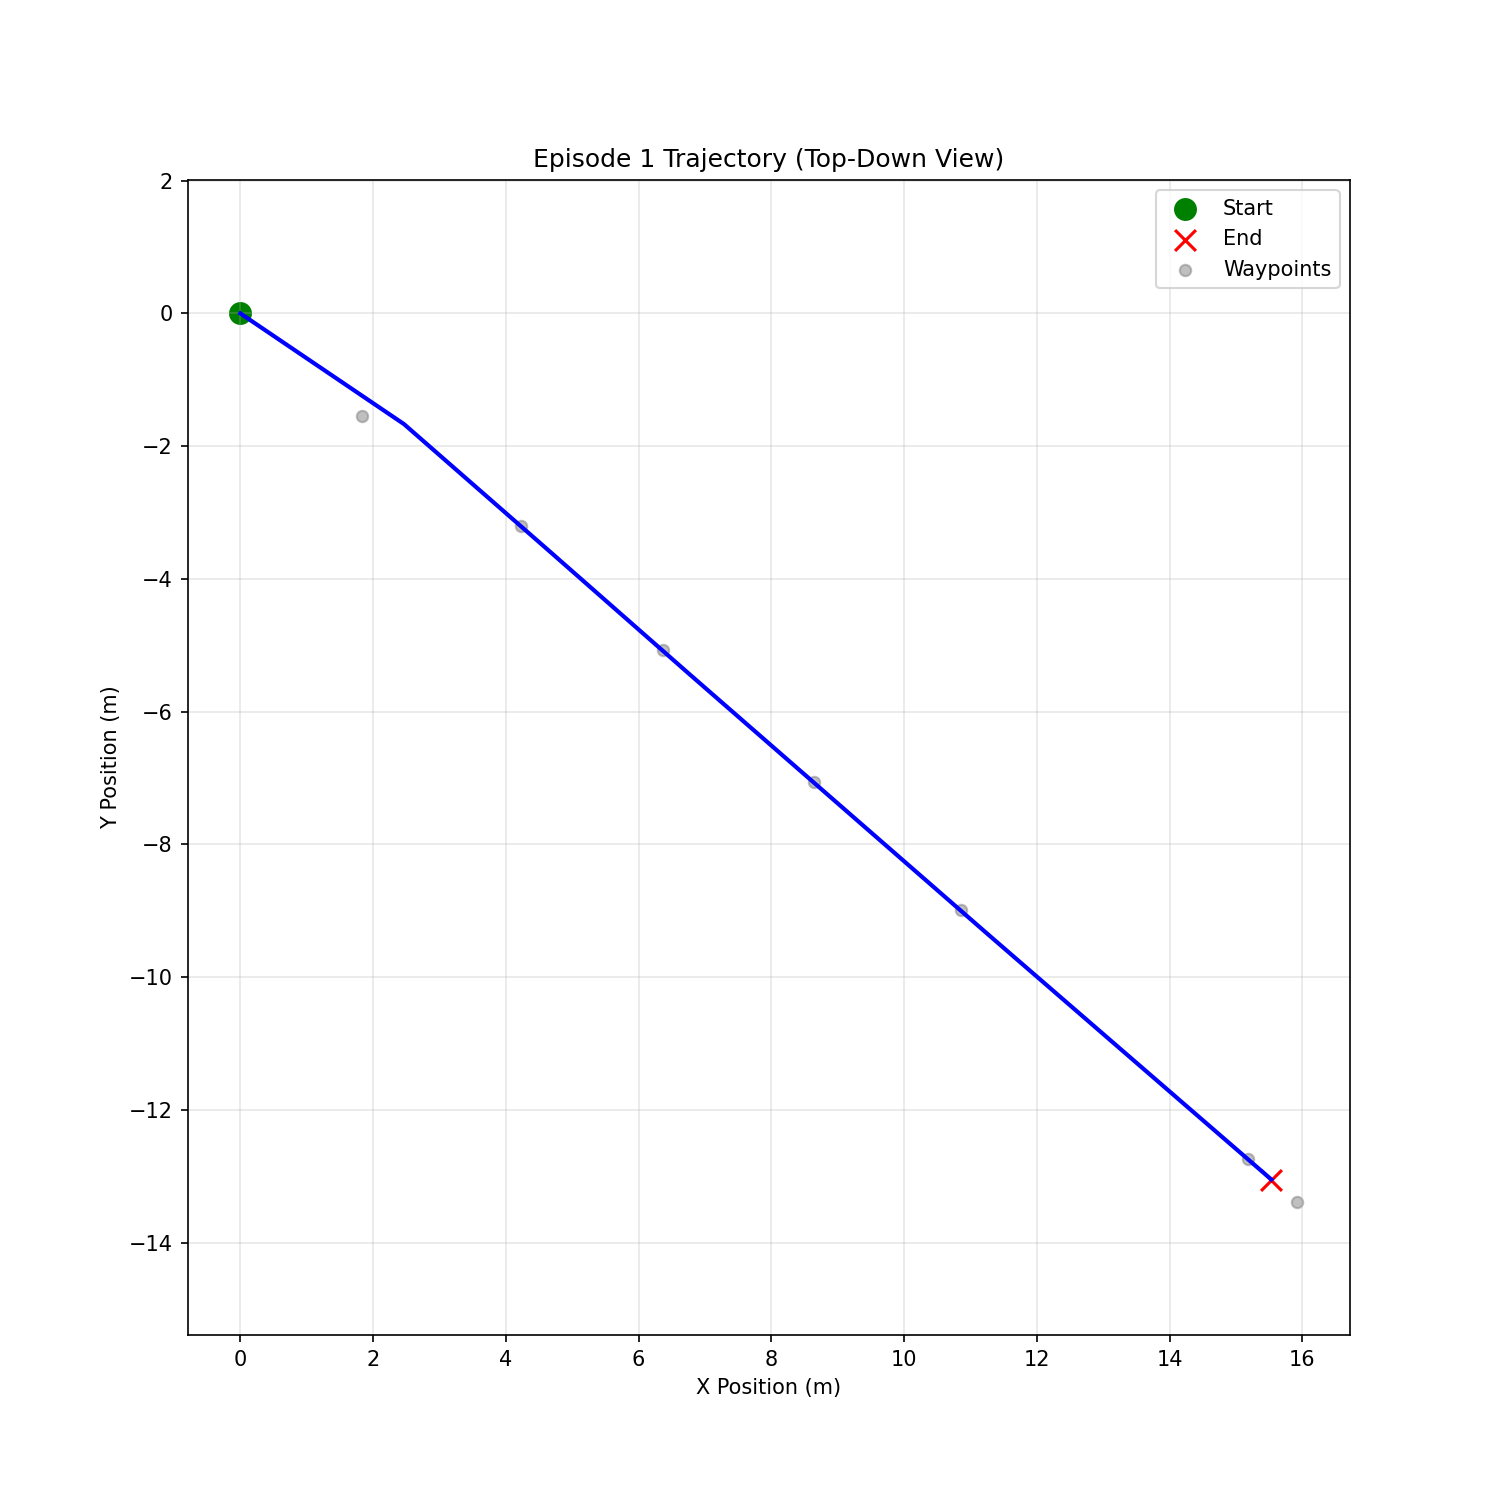 Episode 1 Trajectory (Top-Down View)
Start
End
Waypoints
2
0
−2
−4
−6
−8
−10
−12
−14
Y Position (m)
0 2 4 6 8 10 12 14 16
X Position (m)